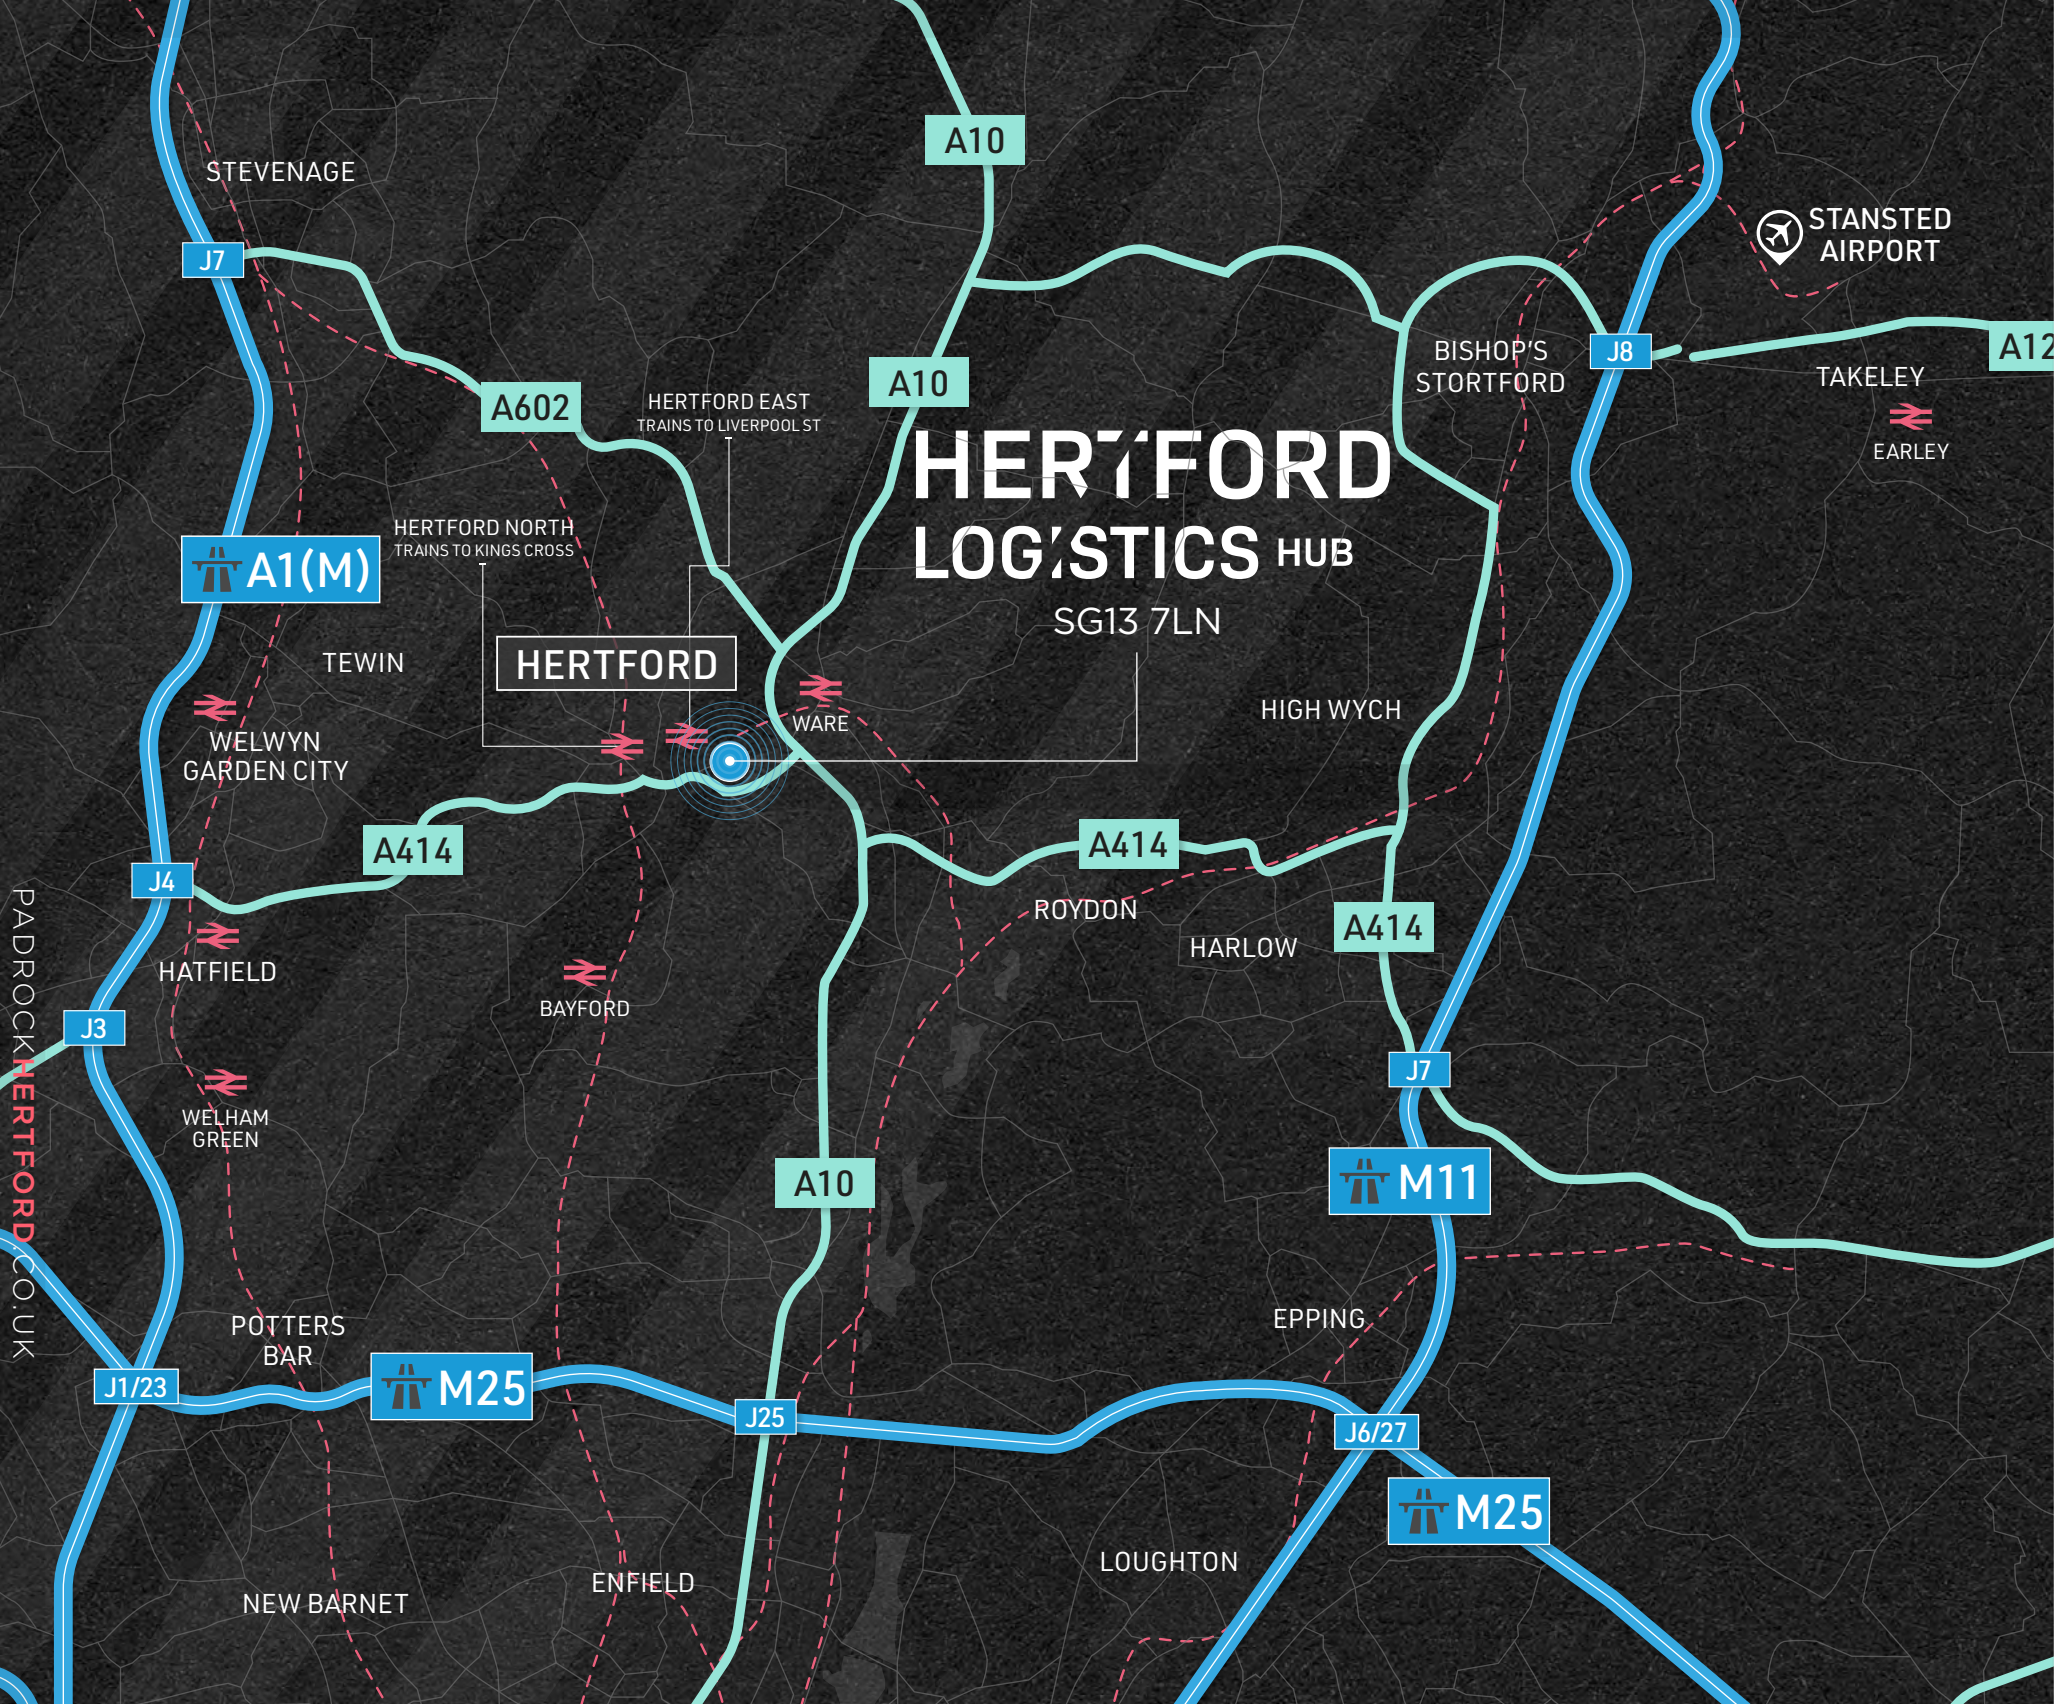 STEVENAGE
J7
A10
STANSTED
AIRPORT
A10
A602
HERTFORD EAST
TRAINS TO LIVERPOOL ST
BISHOP'S
STORTFORD
J8
A12
TAKELEY
EARLEY
HERTFORD
LOGISTICS HUB
SG13 7LN
HERTFORD NORTH
TRAINS TO KINGS CROSS
A1(M)
TEWIN
HERTFORD
WARE
HIGH WYCH
WELWYN
GARDEN CITY
A414
A414
J4
ROYDON
A414
HARLOW
HATFIELD
BAYFORD
J3
J7
WELHAM
GREEN
A10
M11
PADROCKHERTFORD.CO.UK
POTTERS
BAR
EPPING
J1/23
M25
J25
J6/27
M25
LOUGHTON
NEW BARNET
ENFIELD